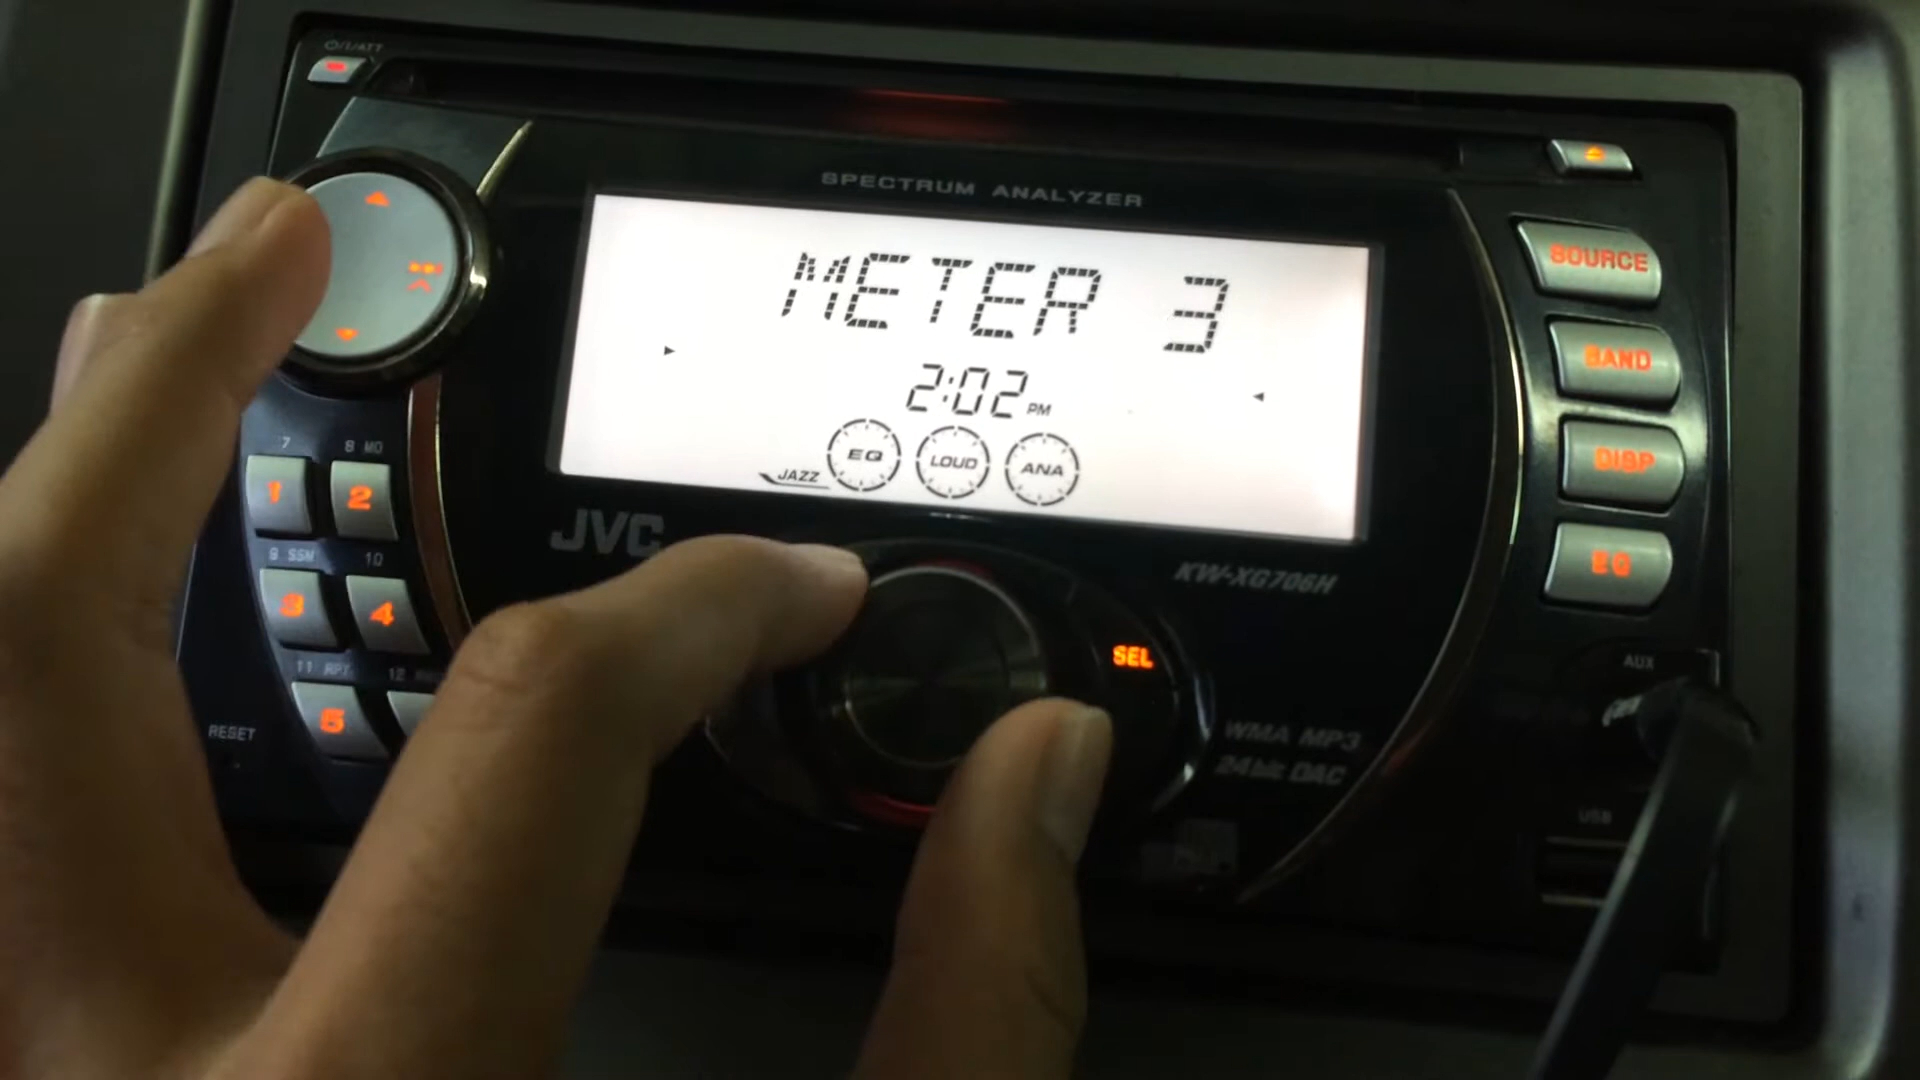 ⏻/I/ATT
SPECTRUM ANALYZER
METER 3
2:02 PM
JAZZ EQ LOUD ANA
JVC
KW-XG706H
SOURCE
BAND
DISP
EQ
7 8 MO
1 2
9 SSM 10
3 4
11 RPT 12
5
RESET
SEL
WMA MP3
24bit DAC
AUX
USB